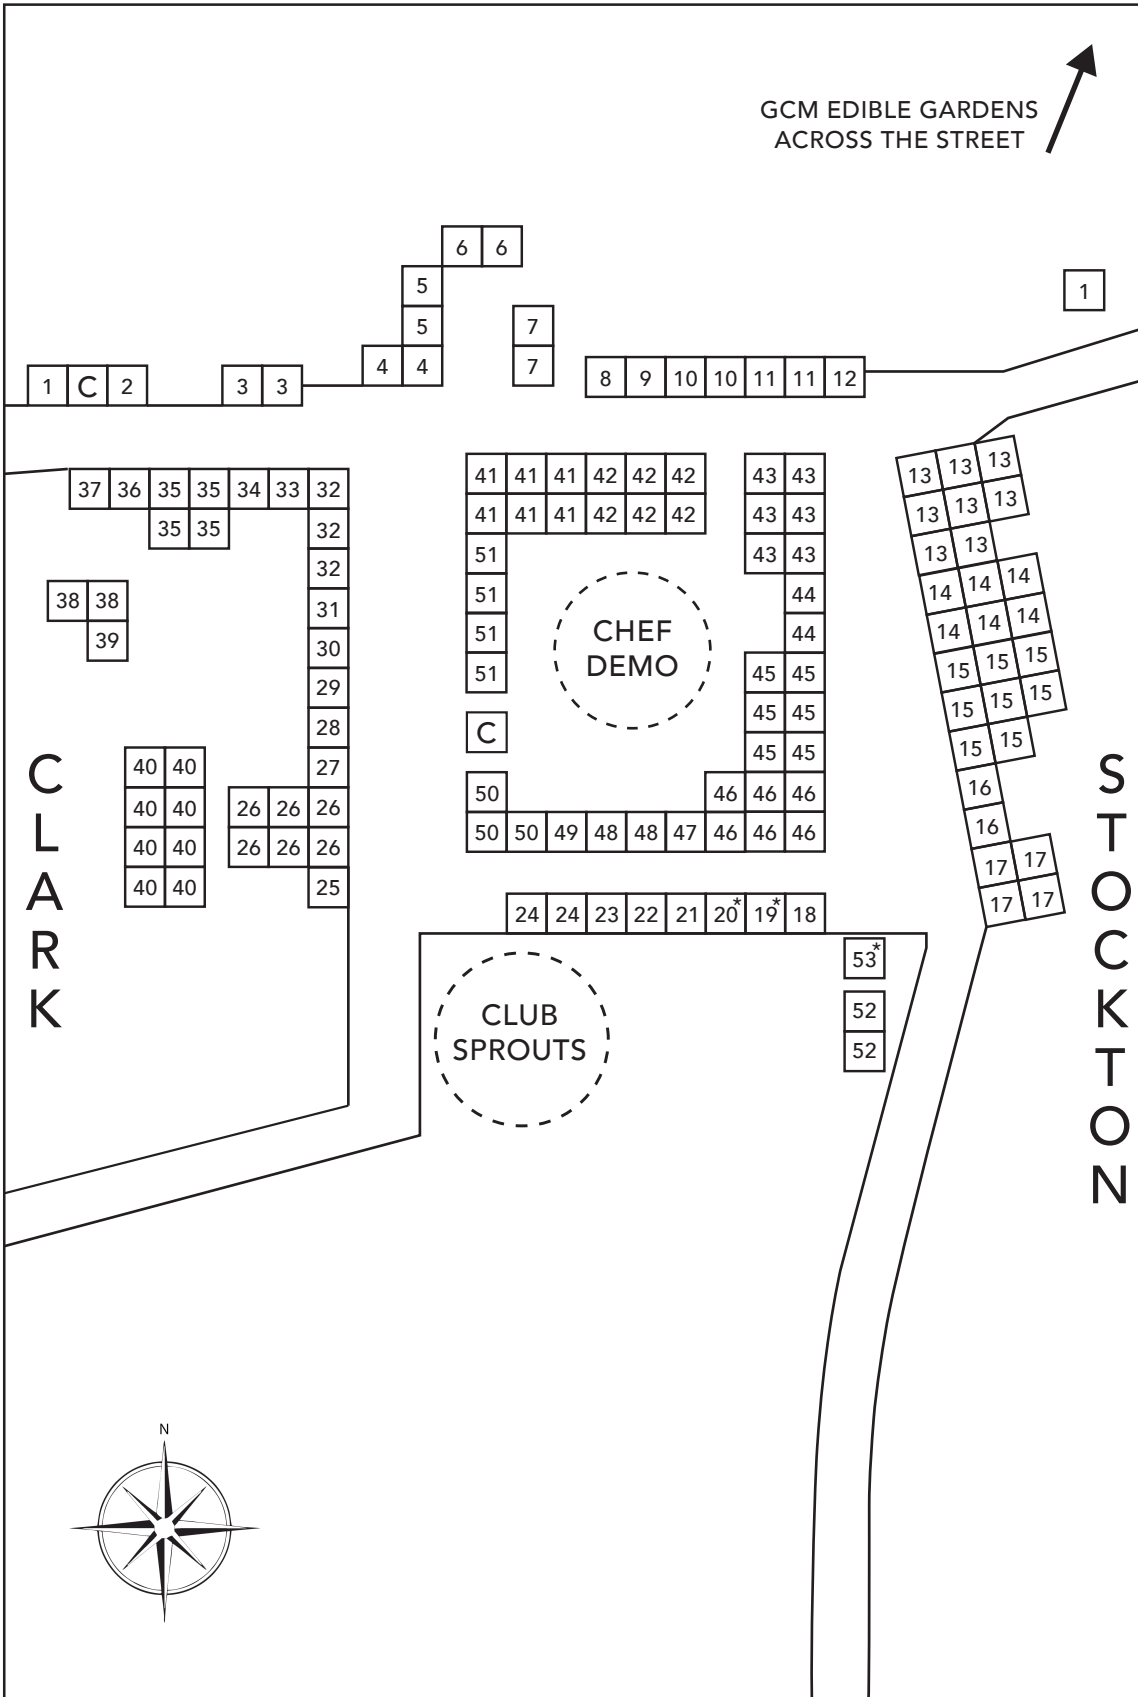 GCM EDIBLE GARDENS
ACROSS THE STREET
6 6
5
1
5
7
4 4
7
1 C 2
3 3
8 9 10 10 11 11 12
41 41 41 42 42 42
43 43
13 13 13
37 36 35 35 34 33 32
41 41 41 42 42 42
43 43
13 13 13
35 35
32
51
43 43
13 13
32
38 38
31
51
44
14 14 14
39
30
CHEF
DEMO
51
44
14 14 14
29
51
45 45
15 15 15
28
C
45 45
15 15 15
40 40
27
45 45
15 15
40 40
26 26 26
50
46 46 46
16
40 40
26 26 26
50 50 49 48 48 47 46 46 46
16
40 40
25
17 17
17 17
24 24 23 22 21 20* 19* 18
53*
52
52
CLUB
SPROUTS
CLARK
STOCKTON
N